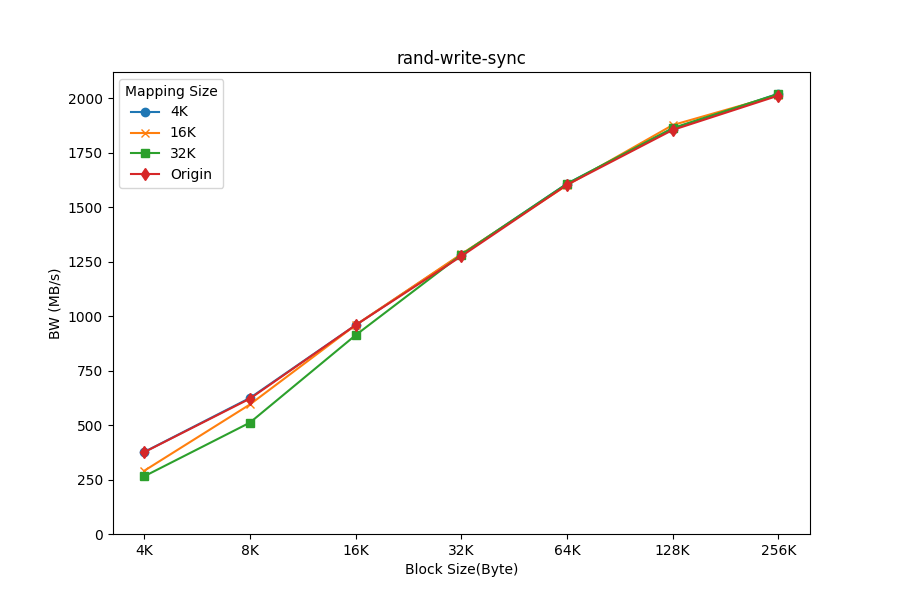 rand-write-sync
Mapping Size
4K
16K
32K
Origin
2000
1750
1500
1250
1000
750
500
250
0
BW (MB/s)
4K 8K 16K 32K 64K 128K 256K
Block Size(Byte)